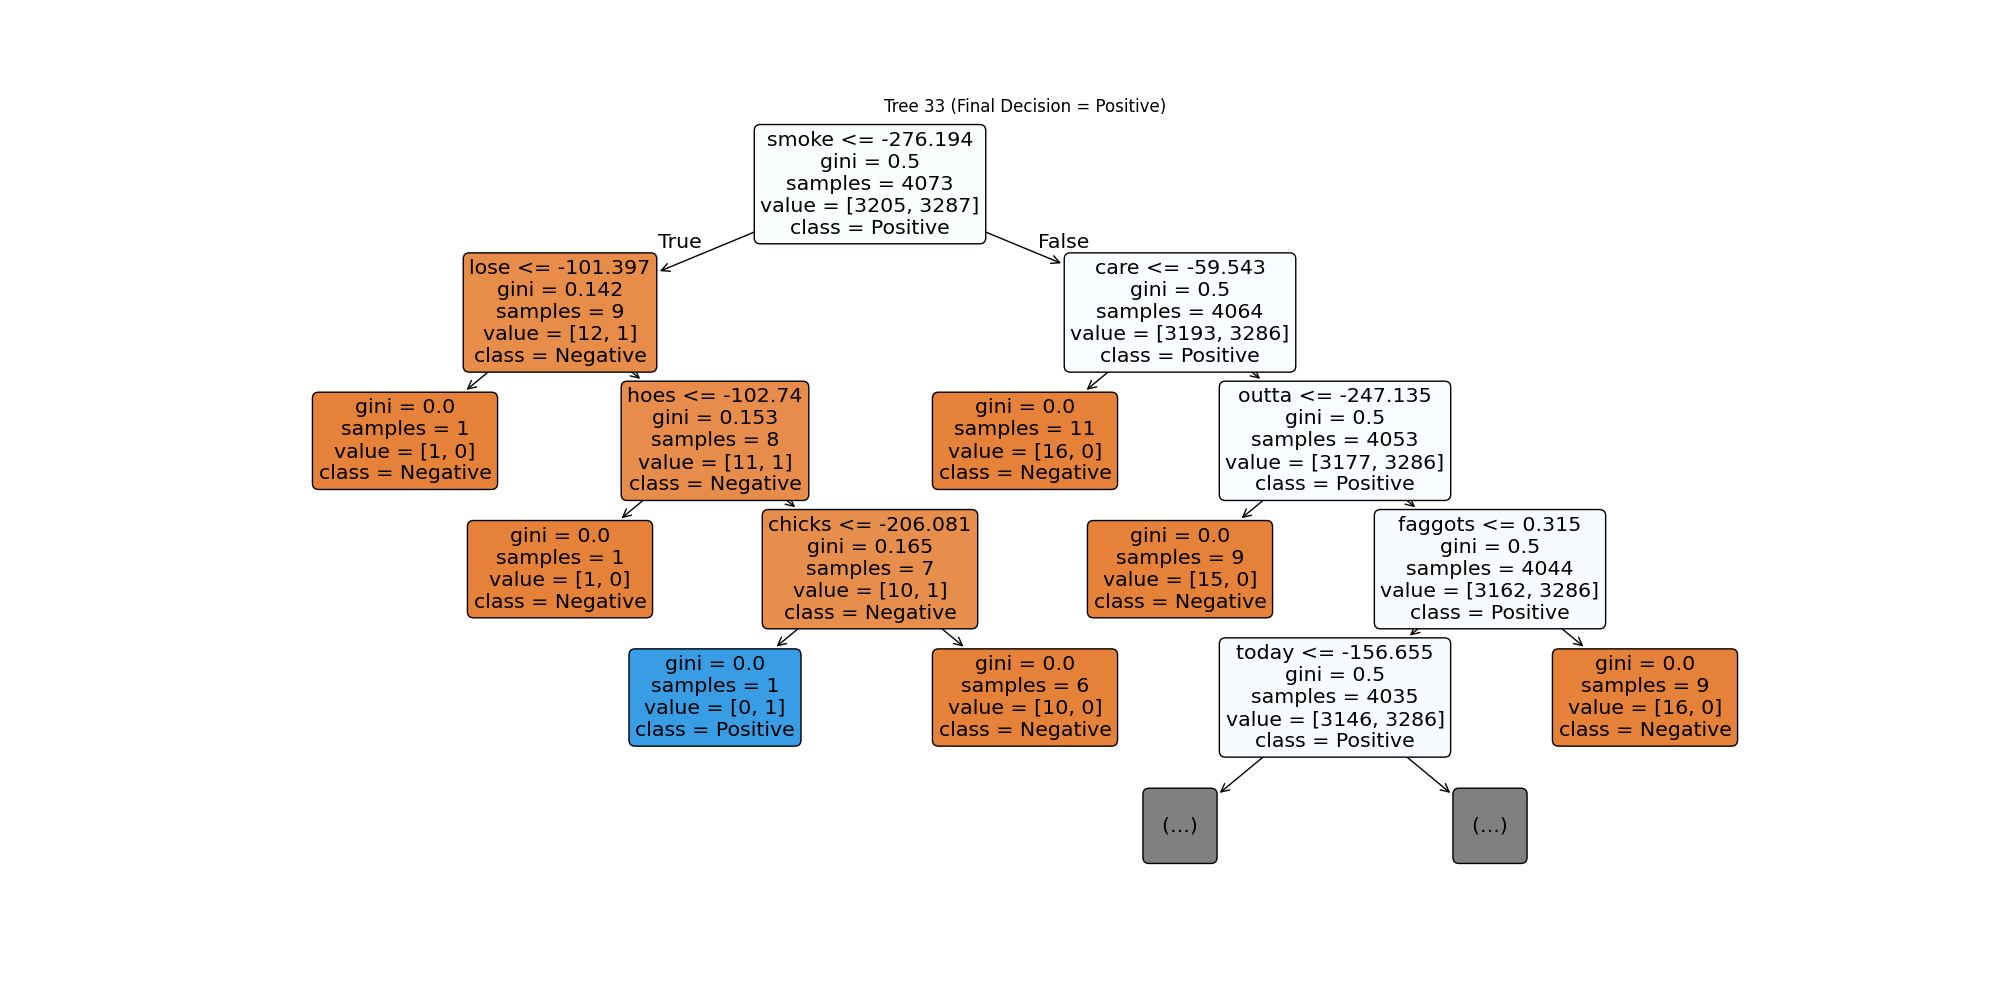 Tree 33 (Final Decision = Positive)
smoke <= -276.194
gini = 0.5
samples = 4073
value = [3205, 3287]
class = Positive
True
False
lose <= -101.397
gini = 0.142
samples = 9
value = [12, 1]
class = Negative
care <= -59.543
gini = 0.5
samples = 4064
value = [3193, 3286]
class = Positive
gini = 0.0
samples = 1
value = [1, 0]
class = Negative
hoes <= -102.74
gini = 0.153
samples = 8
value = [11, 1]
class = Negative
gini = 0.0
samples = 11
value = [16, 0]
class = Negative
outta <= -247.135
gini = 0.5
samples = 4053
value = [3177, 3286]
class = Positive
gini = 0.0
samples = 1
value = [1, 0]
class = Negative
chicks <= -206.081
gini = 0.165
samples = 7
value = [10, 1]
class = Negative
gini = 0.0
samples = 9
value = [15, 0]
class = Negative
faggots <= 0.315
gini = 0.5
samples = 4044
value = [3162, 3286]
class = Positive
gini = 0.0
samples = 1
value = [0, 1]
class = Positive
gini = 0.0
samples = 6
value = [10, 0]
class = Negative
today <= -156.655
gini = 0.5
samples = 4035
value = [3146, 3286]
class = Positive
gini = 0.0
samples = 9
value = [16, 0]
class = Negative
(...)
(...)